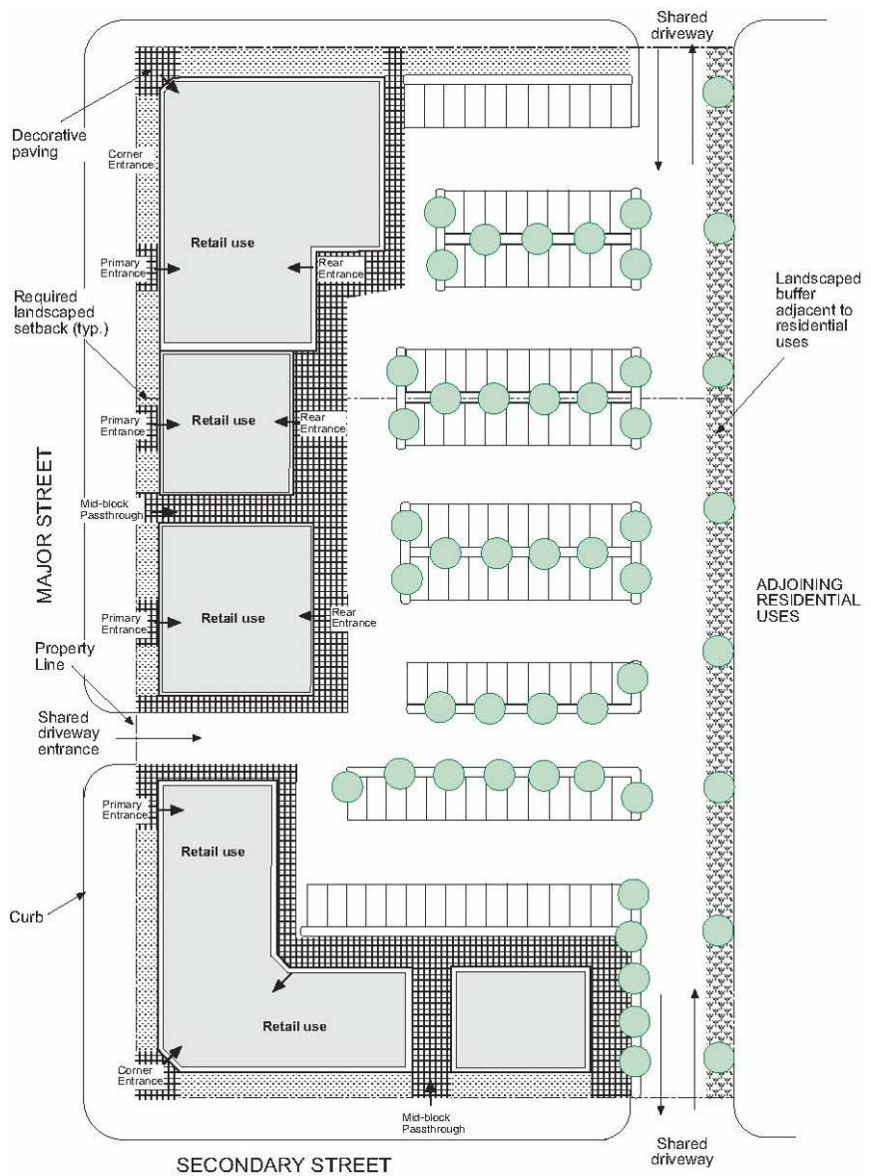 Shared
driveway
Decorative
paving
Corner
Entrance
Retail use
Primary
Entrance
Rear
Entrance
Required
landscaped
setback (typ.)
Landscaped
buffer
adjacent to
residential
uses
Primary
Entrance
Retail use
Rear
Entrance
MAJOR STREET
Mid-block
Passthrough
ADJOINING
RESIDENTIAL
USES
Primary
Entrance
Retail use
Rear
Entrance
Property
Line
Shared
driveway
entrance
Primary
Entrance
Retail use
Curb
Retail use
Corner
Entrance
Mid-block
Passthrough
Shared
driveway
SECONDARY STREET